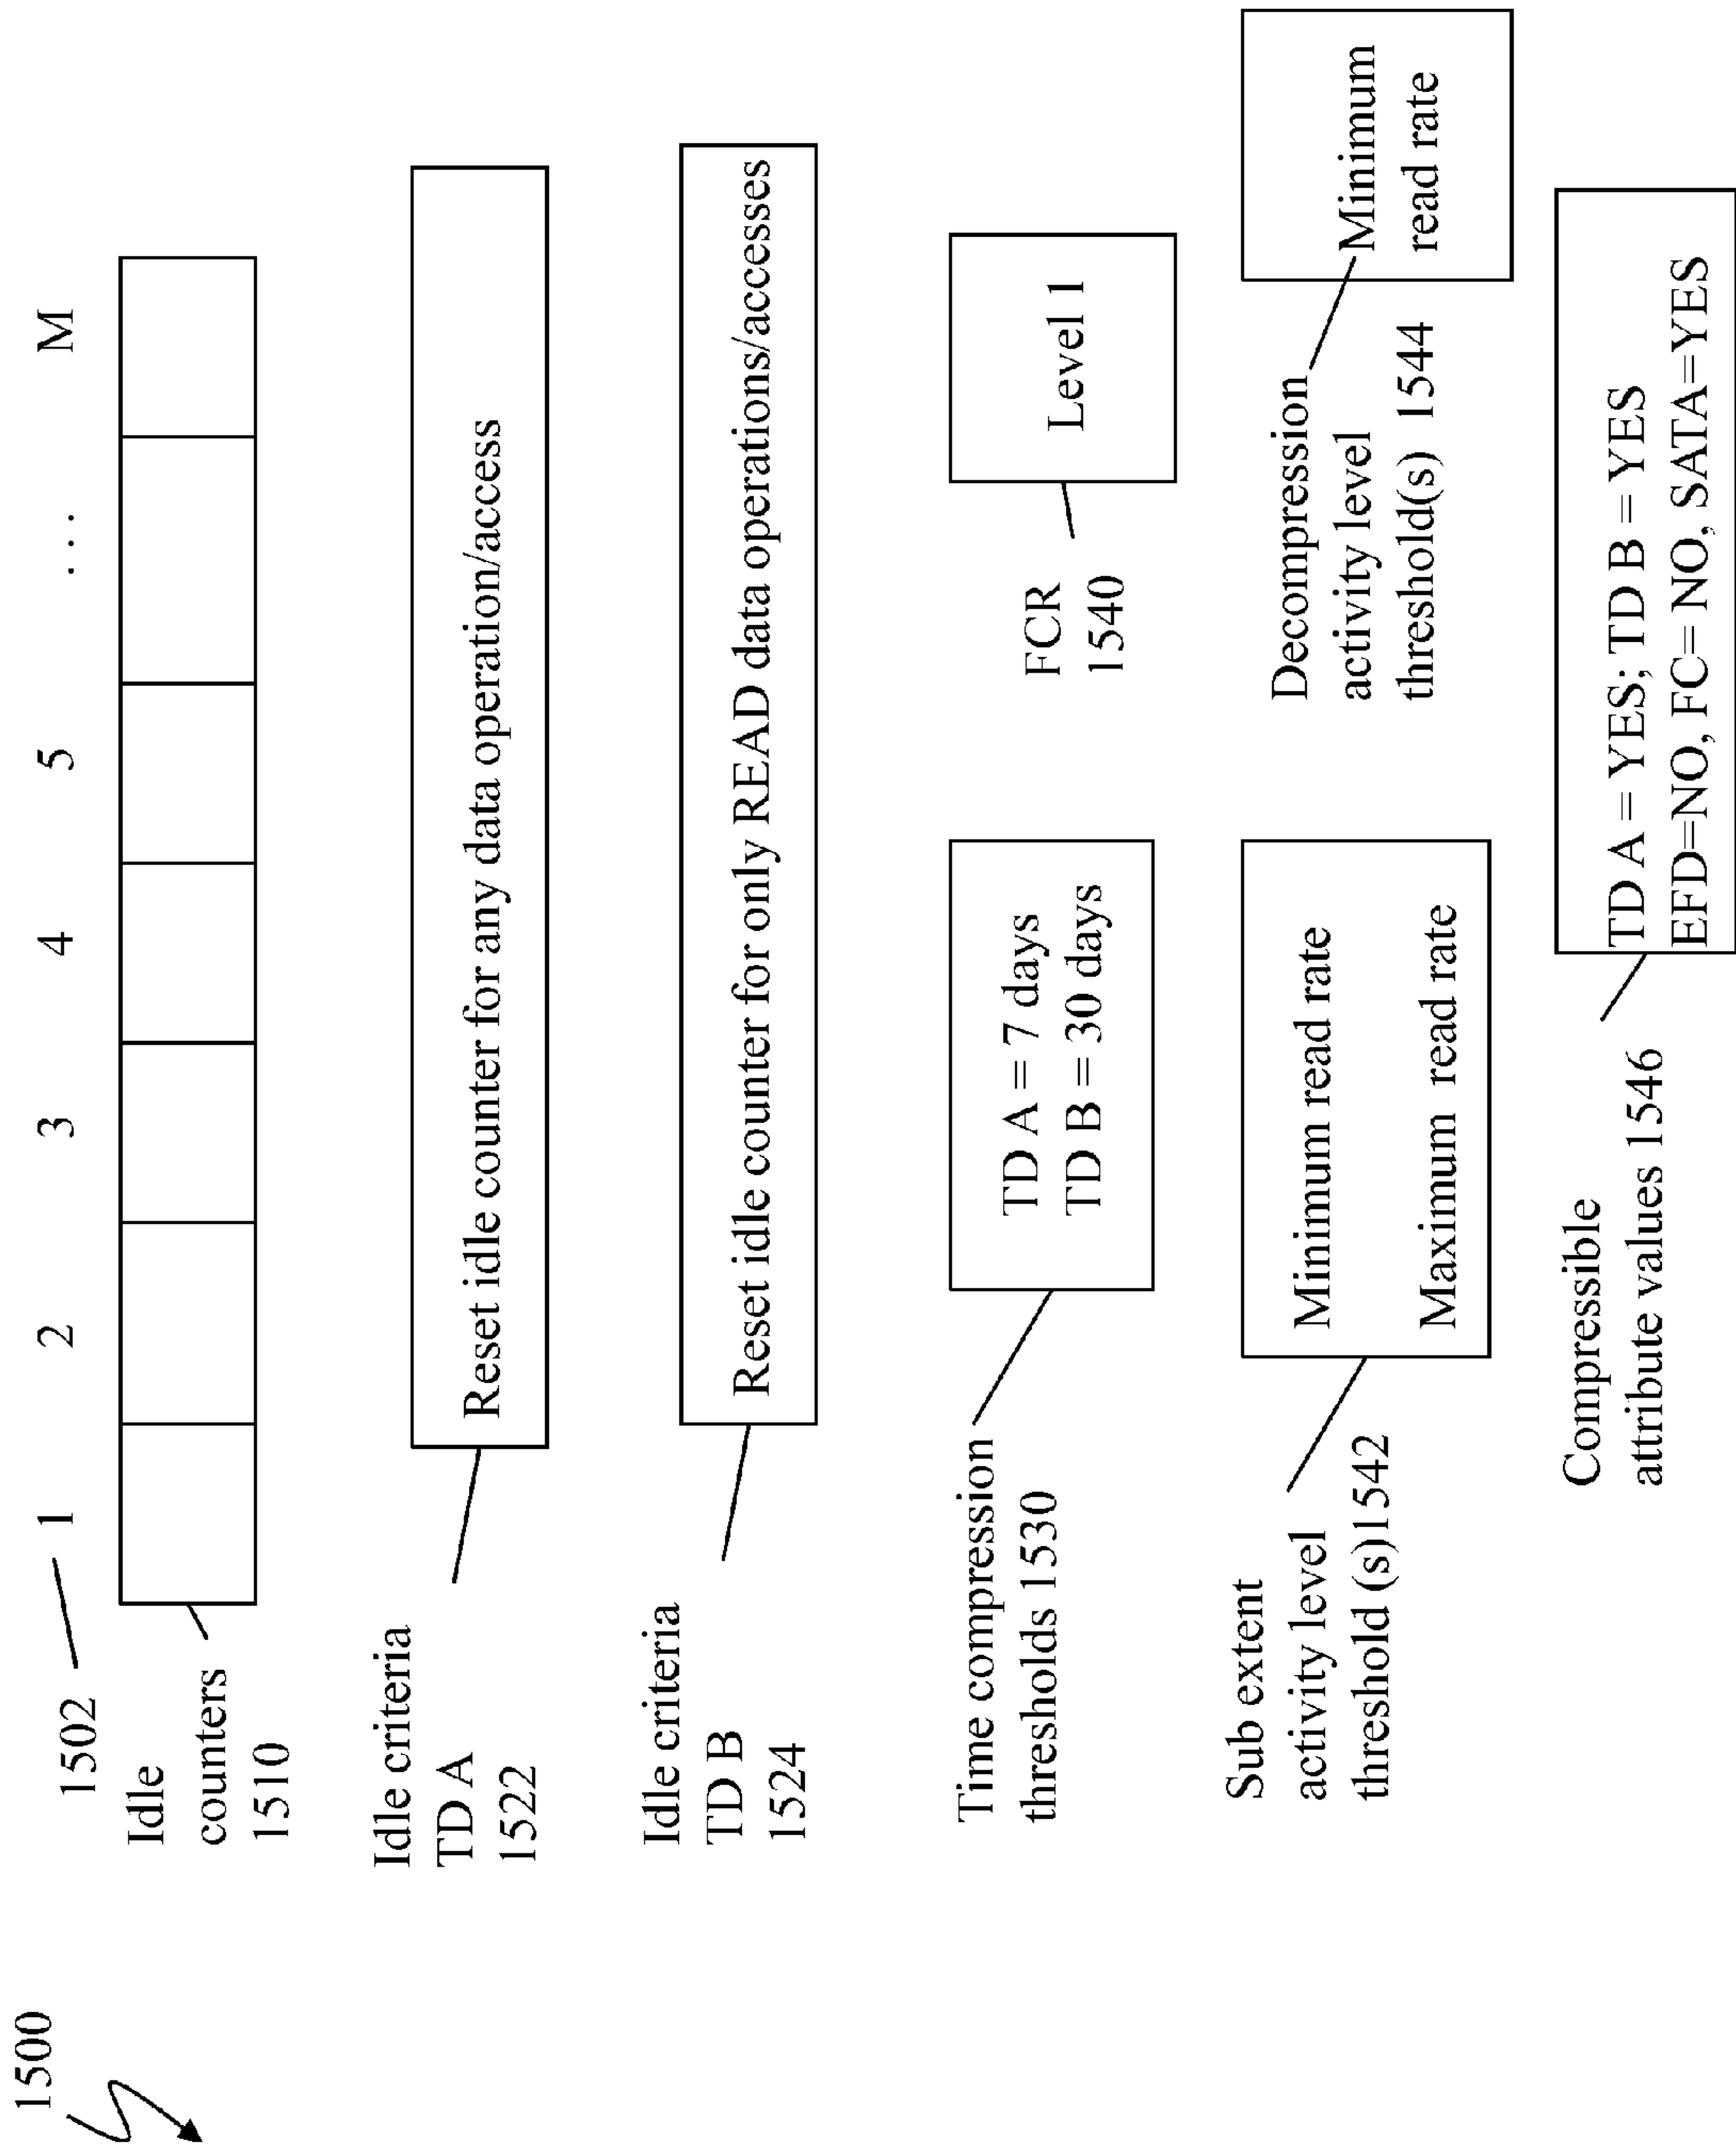 1500
1502
1 2 3 4 5 . . . M
Idle
counters
1510
Idle criteria
TD A
1522
Reset idle counter for any data operation/access
Idle criteria
TD B
1524
Reset idle counter for only READ data operations/accesses
Time compression
thresholds 1530
TD A = 7 days
TD B = 30 days
FCR
1540
Level 1
Sub extent
activity level
threshold (s)1542
Minimum read rate
Maximum read rate
Decompression
activity level
threshold(s) 1544
Minimum
read rate
Compressible
attribute values 1546
TD A = YES; TD B = YES
EFD=NO, FC= NO, SATA=YES